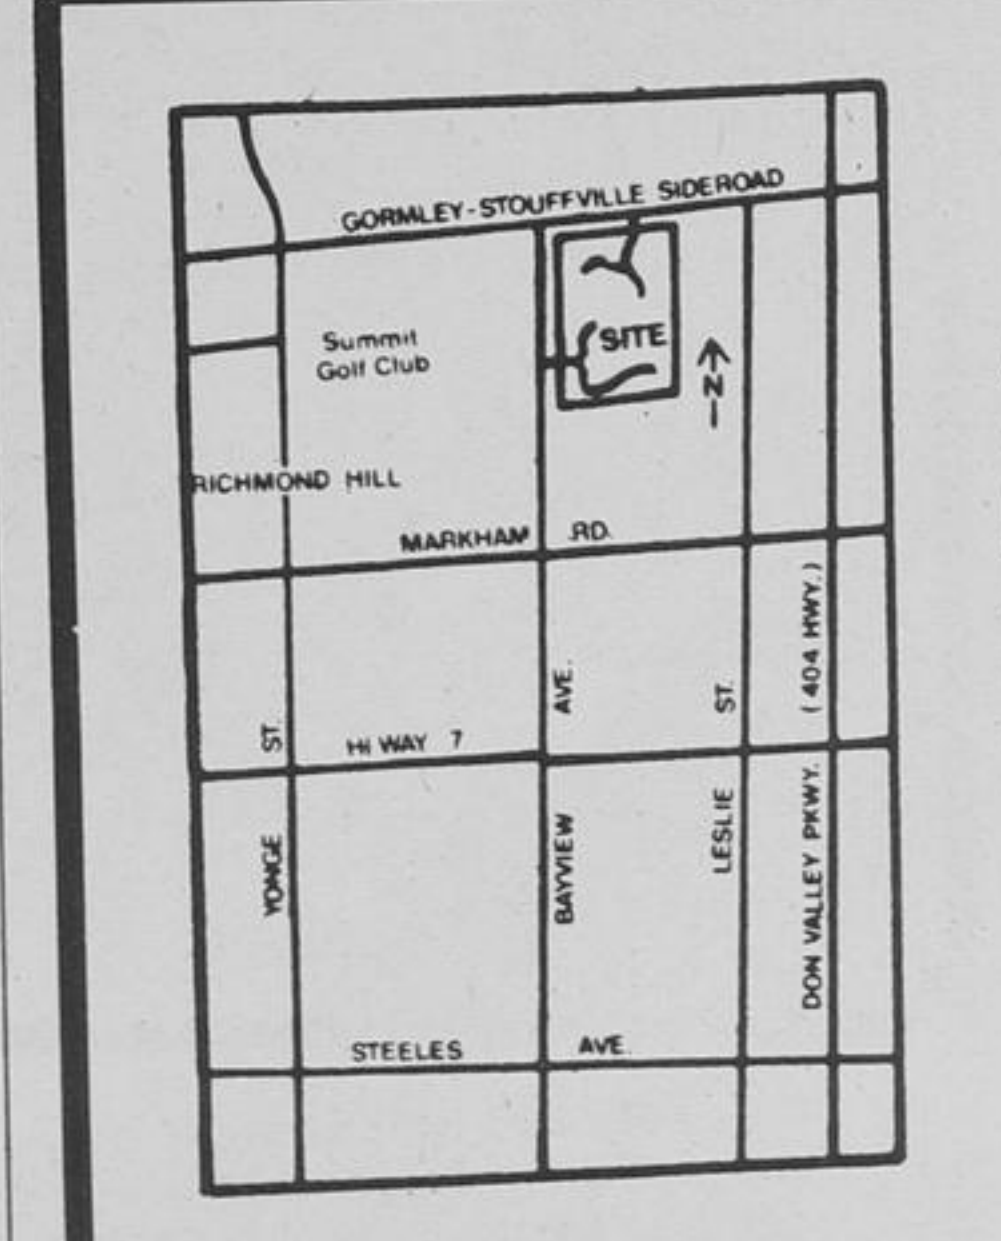 GORMLEY-STOUFFVILLE SIDEROAD
Summit
Golf Club
SITE
N
RICHMOND HILL
MARKHAM RD.
(404 HWY.)
AVE.
ST.
ST.
HI WAY 7
DON VALLEY PKWY.
LESLIE
BAYVIEW
YONGE
STEELES AVE.